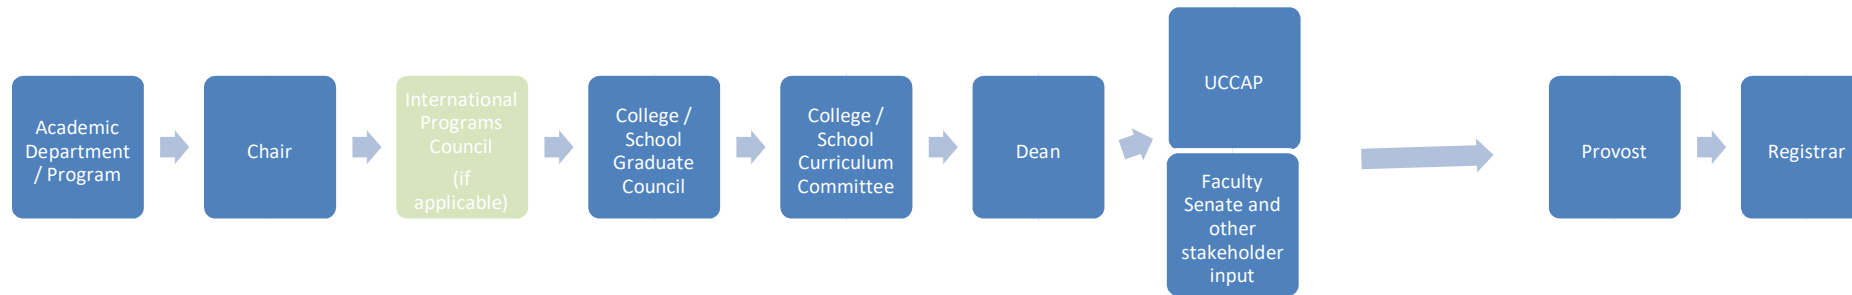 Academic
Department
/ Program
Chair
International
Programs
Council
(if
applicable)
College /
School
Graduate
Council
College /
School
Curriculum
Committee
Dean
UCCAP
Faculty
Senate and
other
stakeholder
input
Provost
Registrar